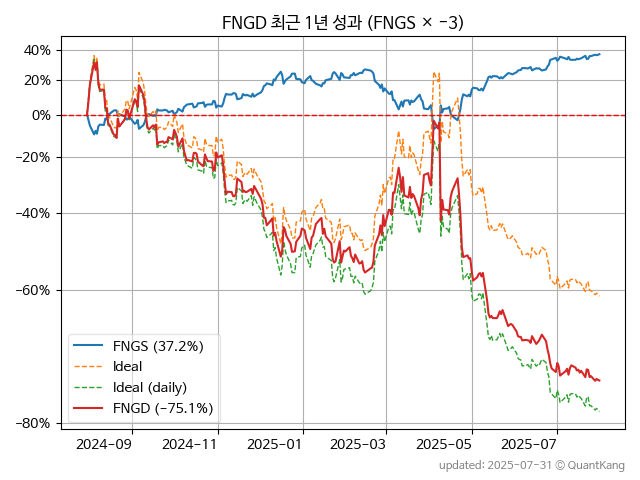 FNGD 최근 1년 성과 (FNGS × −3)
40%
20%
0%
−20%
−40%
−60%
−80%
FNGS (37.2%)
Ideal
Ideal (daily)
FNGD (−75.1%)
2024−09
2024−11
2025−01
2025−03
2025−05
2025−07
updated: 2025−07−31 © QuantKang